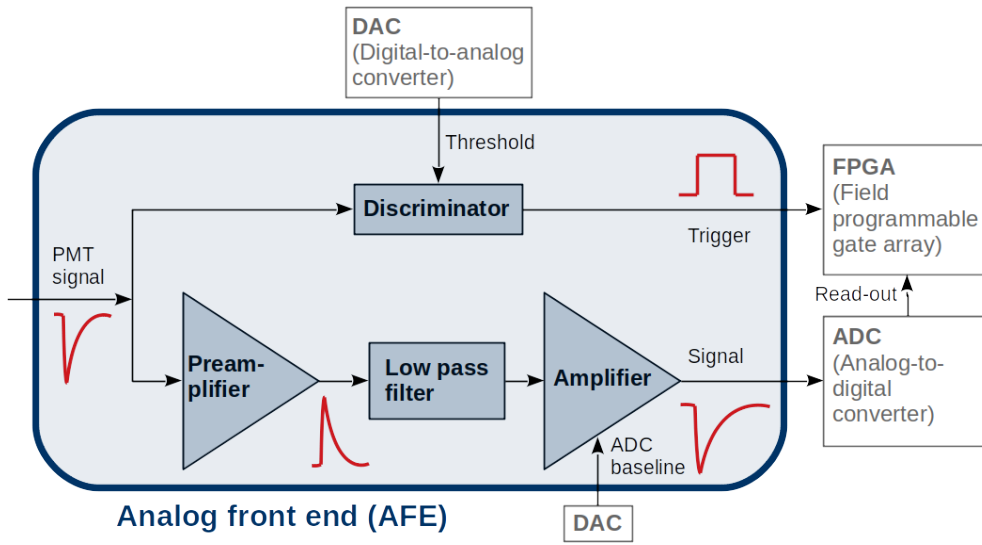 DAC
(Digital-to-analog
converter)
Threshold
Discriminator
Trigger
FPGA
(Field
programmable
gate array)
PMT
signal
Read-out
Pream-
plifier
Low pass
filter
Amplifier
Signal
ADC
(Analog-to-
digital
converter)
ADC
baseline
DAC
Analog front end (AFE)